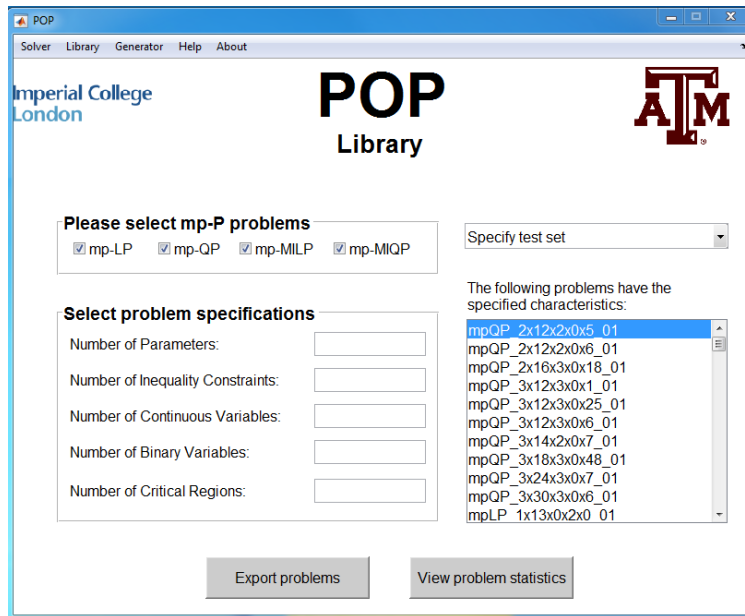 POP
Solver Library Generator Help About
Imperial College
London
POP
Library
ATM
Please select mp-P problems
mp-LP mp-QP mp-MILP mp-MIQP
Specify test set
The following problems have the
specified characteristics:
Select problem specifications
Number of Parameters:
Number of Inequality Constraints:
Number of Continuous Variables:
Number of Binary Variables:
Number of Critical Regions:
mpQP_2x12x2x0x5_01
mpQP_2x12x2x0x6_01
mpQP_2x16x3x0x18_01
mpQP_3x12x3x0x1_01
mpQP_3x12x3x0x25_01
mpQP_3x12x3x0x6_01
mpQP_3x14x2x0x7_01
mpQP_3x18x3x0x48_01
mpQP_3x24x3x0x7_01
mpQP_3x30x3x0x6_01
mpLP_1x13x0x2x0_01
Export problems
View problem statistics